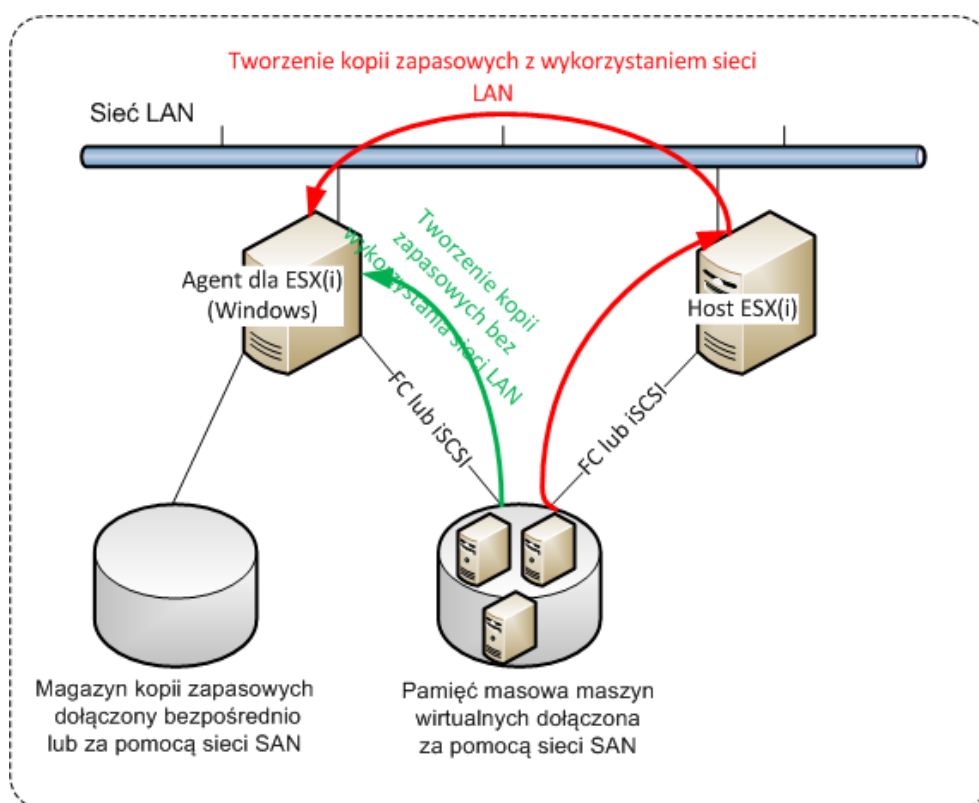 Tworzenie kopii zapasowych z wykorzystaniem sieci
LAN
Sieć LAN
Agent dla ESX(i)
(Windows)
Tworzenie kopii
zapasowych bez
wykorzystania sieci LAN
Host ESX(i)
FC lub iSCSI
FC lub iSCSI
Magazyn kopii zapasowych
dołączony bezpośrednio
lub za pomocą sieci SAN
Pamięć masowa maszyn
wirtualnych dołączona
za pomocą sieci SAN